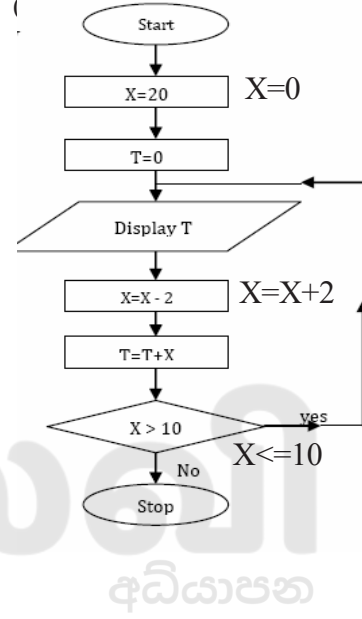 Start
X=20 X=0
T=0
Display T
X=X - 2 X=X+2
T=T+X
X > 10 yes
X<=10
No
Stop
අධ්‍යාපන